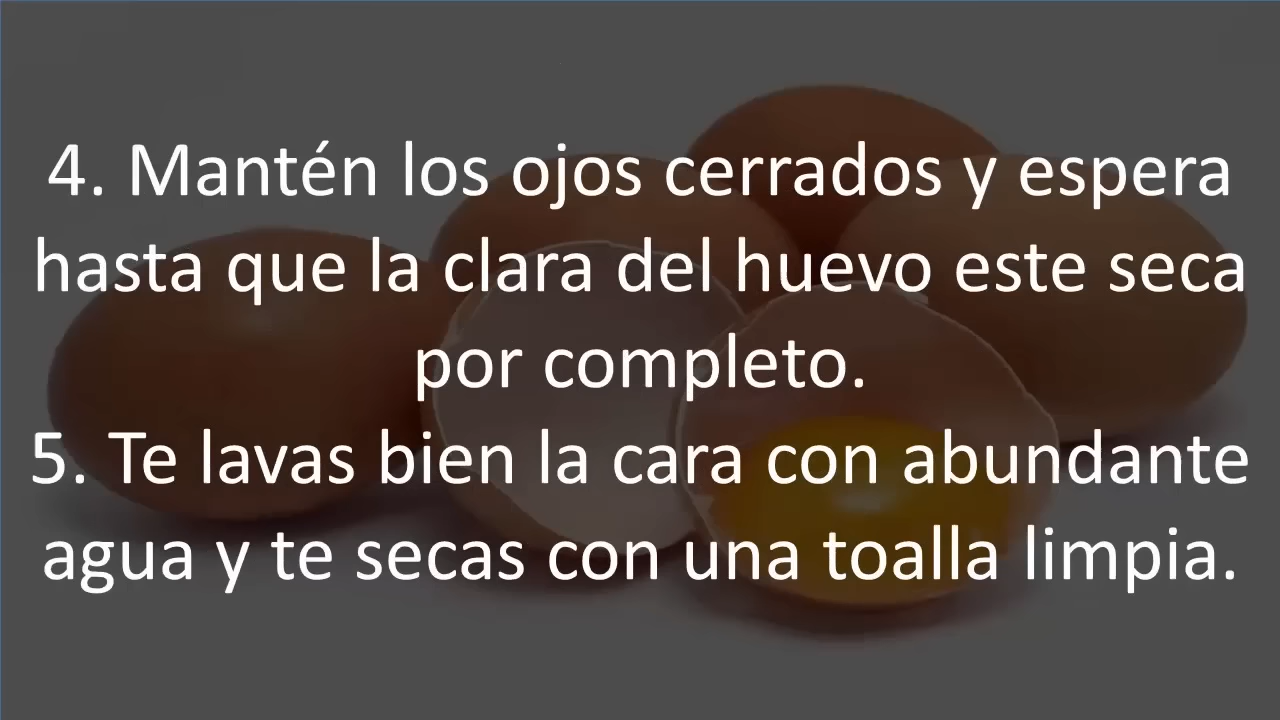 4. Mantén los ojos cerrados y espera
hasta que la clara del huevo este seca
por completo.
5. Te lavas bien la cara con abundante
agua y te secas con una toalla limpia.